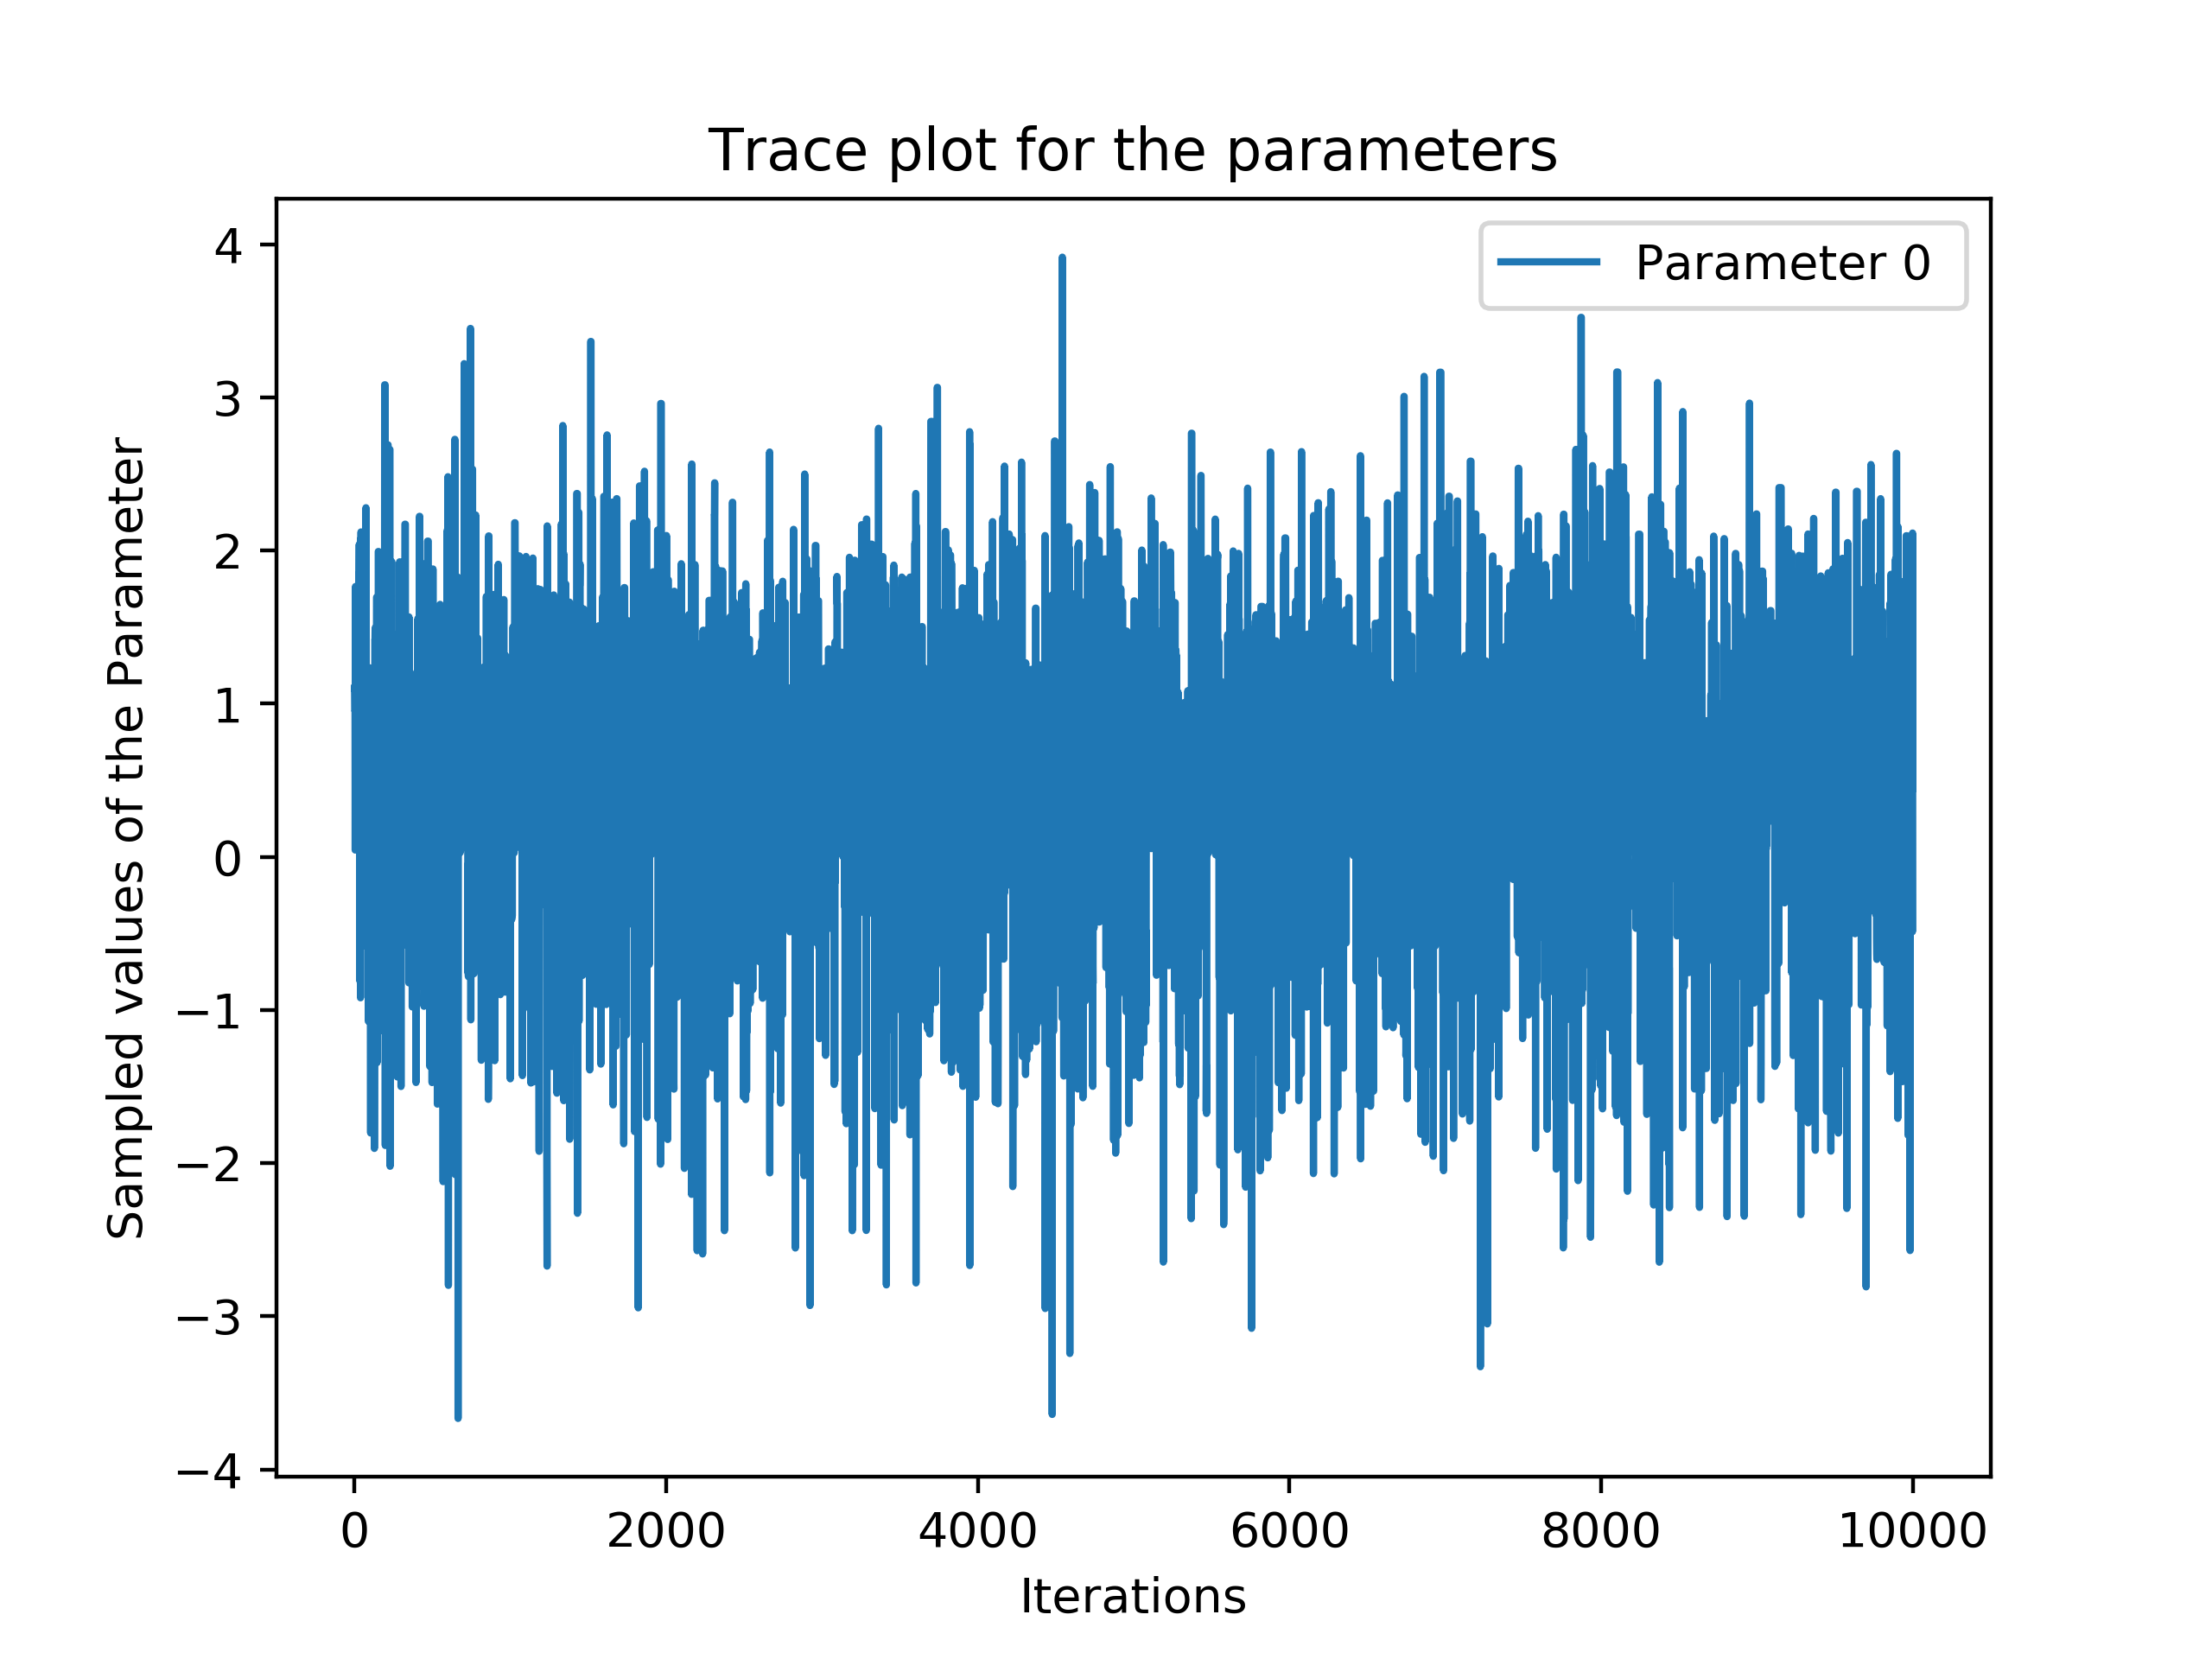 Trace plot for the parameters
Parameter 0
Sampled values of the Parameter
4
3
2
1
0
−1
−2
−3
−4
0 2000 4000 6000 8000 10000
Iterations